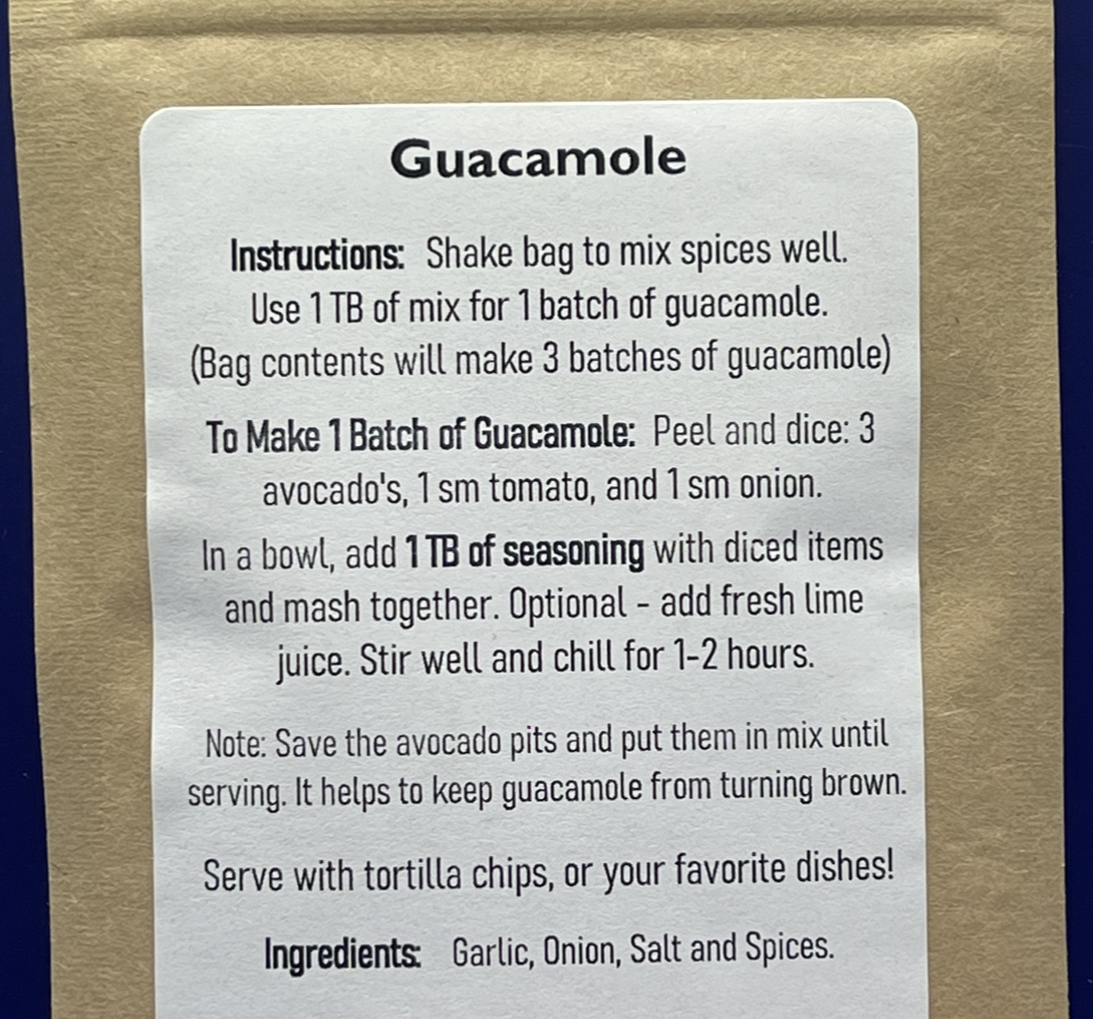 Guacamole
Instructions: Shake bag to mix spices well.
Use 1 TB of mix for 1 batch of guacamole.
(Bag contents will make 3 batches of guacamole)
To Make 1 Batch of Guacamole: Peel and dice: 3
avocado's, 1 sm tomato, and 1 sm onion.
In a bowl, add 1 TB of seasoning with diced items
and mash together. Optional - add fresh lime
juice. Stir well and chill for 1-2 hours.
Note: Save the avocado pits and put them in mix until
serving. It helps to keep guacamole from turning brown.
Serve with tortilla chips, or your favorite dishes!
Ingredients: Garlic, Onion, Salt and Spices.